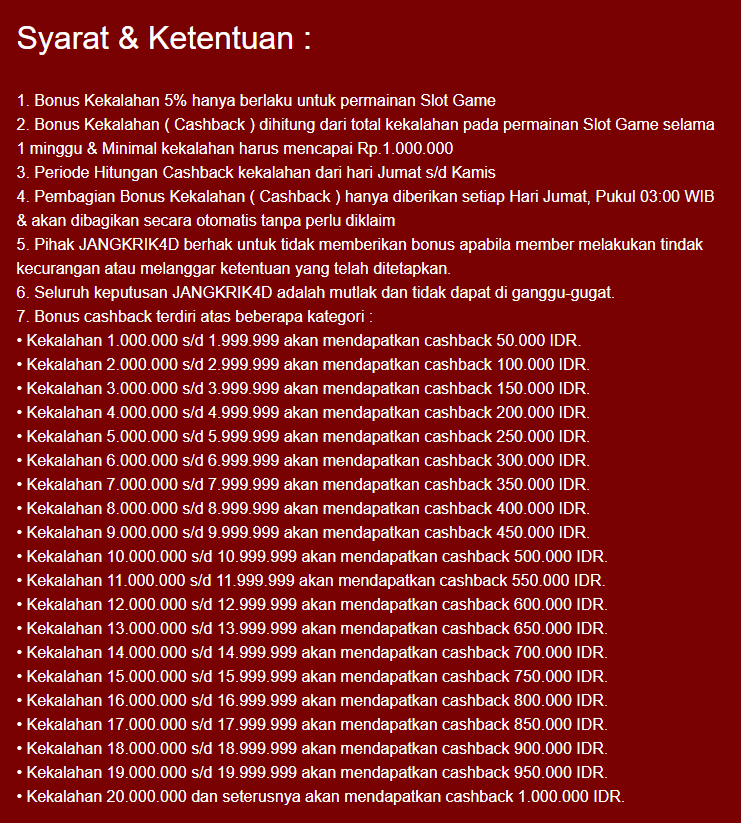 Syarat & Ketentuan :
1. Bonus Kekalahan 5% hanya berlaku untuk permainan Slot Game
2. Bonus Kekalahan ( Cashback ) dihitung dari total kekalahan pada permainan Slot Game selama
1 minggu & Minimal kekalahan harus mencapai Rp.1.000.000
3. Periode Hitungan Cashback kekalahan dari hari Jumat s/d Kamis
4. Pembagian Bonus Kekalahan ( Cashback ) hanya diberikan setiap Hari Jumat, Pukul 03:00 WIB
& akan dibagikan secara otomatis tanpa perlu diklaim
5. Pihak JANGKRIK4D berhak untuk tidak memberikan bonus apabila member melakukan tindak
kecurangan atau melanggar ketentuan yang telah ditetapkan.
6. Seluruh keputusan JANGKRIK4D adalah mutlak dan tidak dapat di ganggu-gugat.
7. Bonus cashback terdiri atas beberapa kategori :
• Kekalahan 1.000.000 s/d 1.999.999 akan mendapatkan cashback 50.000 IDR.
• Kekalahan 2.000.000 s/d 2.999.999 akan mendapatkan cashback 100.000 IDR.
• Kekalahan 3.000.000 s/d 3.999.999 akan mendapatkan cashback 150.000 IDR.
• Kekalahan 4.000.000 s/d 4.999.999 akan mendapatkan cashback 200.000 IDR.
• Kekalahan 5.000.000 s/d 5.999.999 akan mendapatkan cashback 250.000 IDR.
• Kekalahan 6.000.000 s/d 6.999.999 akan mendapatkan cashback 300.000 IDR.
• Kekalahan 7.000.000 s/d 7.999.999 akan mendapatkan cashback 350.000 IDR.
• Kekalahan 8.000.000 s/d 8.999.999 akan mendapatkan cashback 400.000 IDR.
• Kekalahan 9.000.000 s/d 9.999.999 akan mendapatkan cashback 450.000 IDR.
• Kekalahan 10.000.000 s/d 10.999.999 akan mendapatkan cashback 500.000 IDR.
• Kekalahan 11.000.000 s/d 11.999.999 akan mendapatkan cashback 550.000 IDR.
• Kekalahan 12.000.000 s/d 12.999.999 akan mendapatkan cashback 600.000 IDR.
• Kekalahan 13.000.000 s/d 13.999.999 akan mendapatkan cashback 650.000 IDR.
• Kekalahan 14.000.000 s/d 14.999.999 akan mendapatkan cashback 700.000 IDR.
• Kekalahan 15.000.000 s/d 15.999.999 akan mendapatkan cashback 750.000 IDR.
• Kekalahan 16.000.000 s/d 16.999.999 akan mendapatkan cashback 800.000 IDR.
• Kekalahan 17.000.000 s/d 17.999.999 akan mendapatkan cashback 850.000 IDR.
• Kekalahan 18.000.000 s/d 18.999.999 akan mendapatkan cashback 900.000 IDR.
• Kekalahan 19.000.000 s/d 19.999.999 akan mendapatkan cashback 950.000 IDR.
• Kekalahan 20.000.000 dan seterusnya akan mendapatkan cashback 1.000.000 IDR.